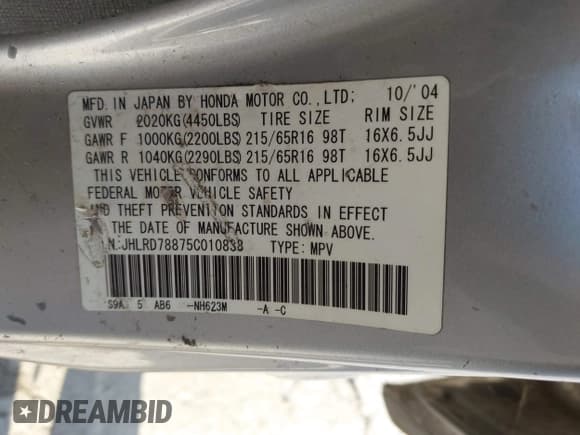 MFD. IN JAPAN BY HONDA MOTOR CO.,LTD; 10/'04
GVWR 2020KG(4450LBS) TIRE SIZE RIM SIZE
GAWR F 1000KG(2200LBS) 215/65R16 98T 16X6.5JJ
GAWR R 1040KG(2290LBS) 215/65R16 98T 16X6.5JJ
THIS VEHICLE CONFORMS TO ALL APPLICABLE
FEDERAL MOTOR VEHICLE SAFETY
AND THEFT PREVENTION STANDARDS IN EFFECT
THE DATE OF MANUFACTURE SHOWN ABOVE.
JHLRD78875C010838 TYPE: MPV
S9A 5 AB6 -NH623M -A -C
DREAMBID